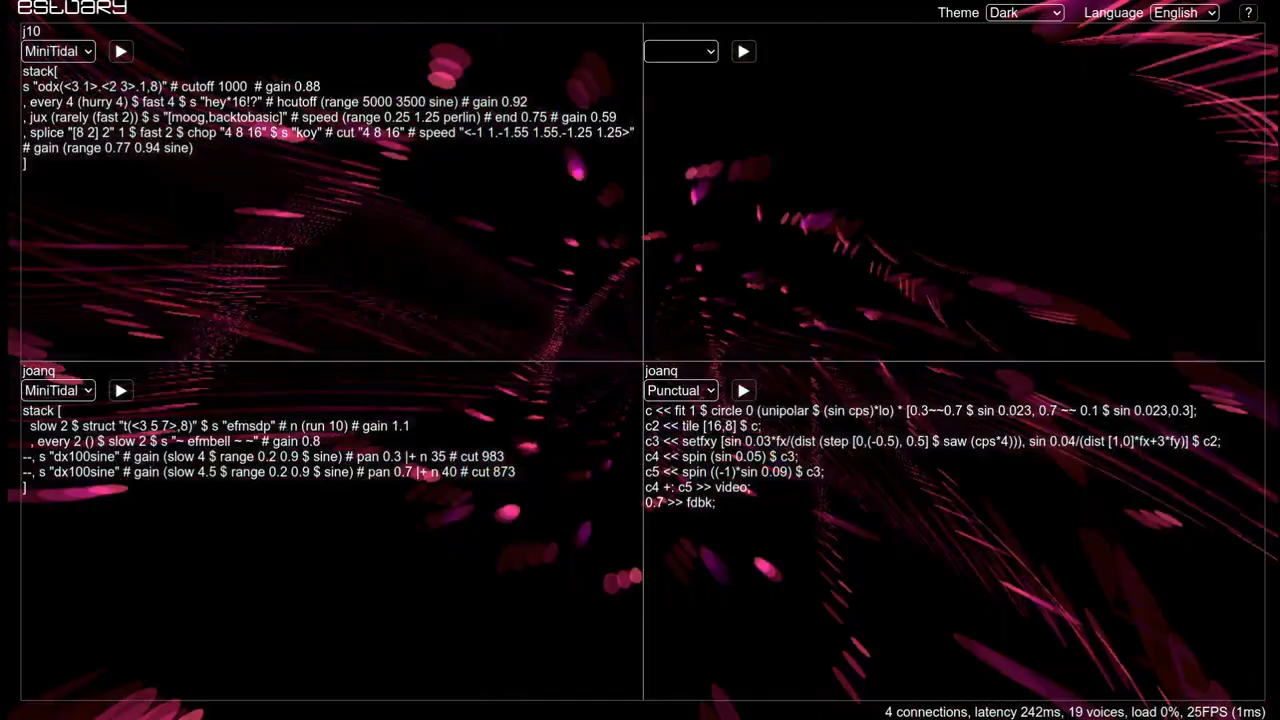 estuary
Theme Dark Language English ?
j10
MiniTidal
stack[
s "odx(<3 1>.<2 3>.1,8)" # cutoff 1000  # gain 0.88
, every 4 (hurry 4) $ fast 4 $ s "hey*16!?" # hcutoff (range 5000 3500 sine) # gain 0.92
, jux (rarely (fast 2)) $ s "[moog,backtobasic]" # speed (range 0.25 1.25 perlin) # end 0.75 # gain 0.59
, splice "[8 2] 2" 1 $ fast 2 $ chop "4 8 16" $ s "koy" # cut "4 8 16" # speed "<-1 1.-1.55 1.55.-1.25 1.25>"
# gain (range 0.77 0.94 sine)
]
joanq
MiniTidal
stack [
slow 2 $ struct "t(<3 5 7>,8)" $ s "efmsdp" # n (run 10) # gain 1.1
, every 2 () $ slow 2 $ s "~ efmbell ~ ~" # gain 0.8
--, s "dx100sine" # gain (slow 4 $ range 0.2 0.9 $ sine) # pan 0.3 |+ n 35 # cut 983
--, s "dx100sine" # gain (slow 4.5 $ range 0.2 0.9 $ sine) # pan 0.7 |+ n 40 # cut 873
]
joanq
Punctual
c << fit 1 $ circle 0 (unipolar $ (sin cps)*lo) * [0.3~~0.7 $ sin 0.023, 0.7 ~~ 0.1 $ sin 0.023,0.3];
c2 << tile [16,8] $ c;
c3 << setfxy [sin 0.03*fx/(dist (step [0,(-0.5), 0.5] $ saw (cps*4))), sin 0.04/(dist [1,0]*fx+3*fy)] $ c2;
c4 << spin (sin 0.05) $ c3;
c5 << spin ((-1)*sin 0.09) $ c3;
c4 +: c5 >> video;
0.7 >> fdbk;
4 connections, latency 242ms, 19 voices, load 0%, 25FPS (1ms)